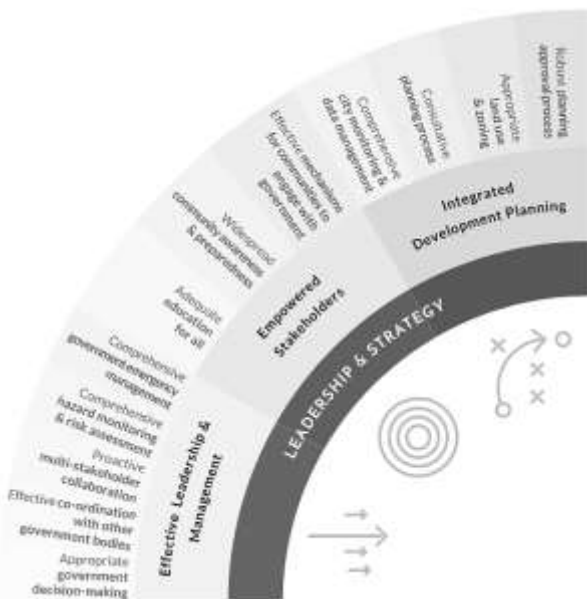 LEADERSHIP & STRATEGY
Effective Leadership &
Management
Appropriate
government
decision-making
Effective co-ordination
with other
government bodies
Proactive
multi-stakeholder
collaboration
Comprehensive
hazard monitoring
& risk assessment
Comprehensive
government emergency
management
Empowered
Stakeholders
Adequate
education
for all
Widespread
community awareness
& preparedness
Effective mechanisms
for communities to
engage with
government
Integrated
Development Planning
Comprehensive
city monitoring &
data management
Consultative
planning process
Appropriate
land use
& zoning
Robust planning
approval process